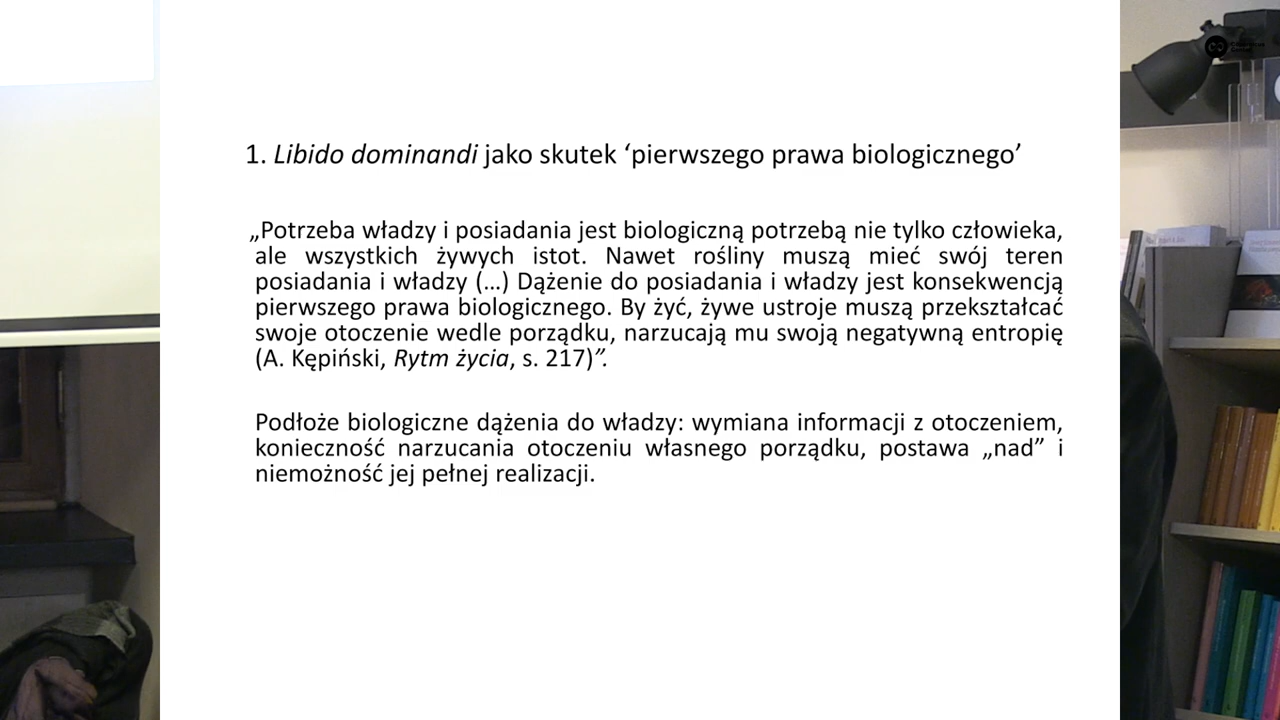 1. Libido dominandi jako skutek ‘pierwszego prawa biologicznego’
„Potrzeba władzy i posiadania jest biologiczną potrzebą nie tylko człowieka,
ale wszystkich żywych istot. Nawet rośliny muszą mieć swój teren
posiadania i władzy (...) Dążenie do posiadania i władzy jest konsekwencją
pierwszego prawa biologicznego. By żyć, żywe ustroje muszą przekształcać
swoje otoczenie wedle porządku, narzucają mu swoją negatywną entropię
(A. Kępiński, Rytm życia, s. 217)”.
Podłoże biologiczne dążenia do władzy: wymiana informacji z otoczeniem,
konieczność narzucania otoczeniu własnego porządku, postawa „nad” i
niemożność jej pełnej realizacji.